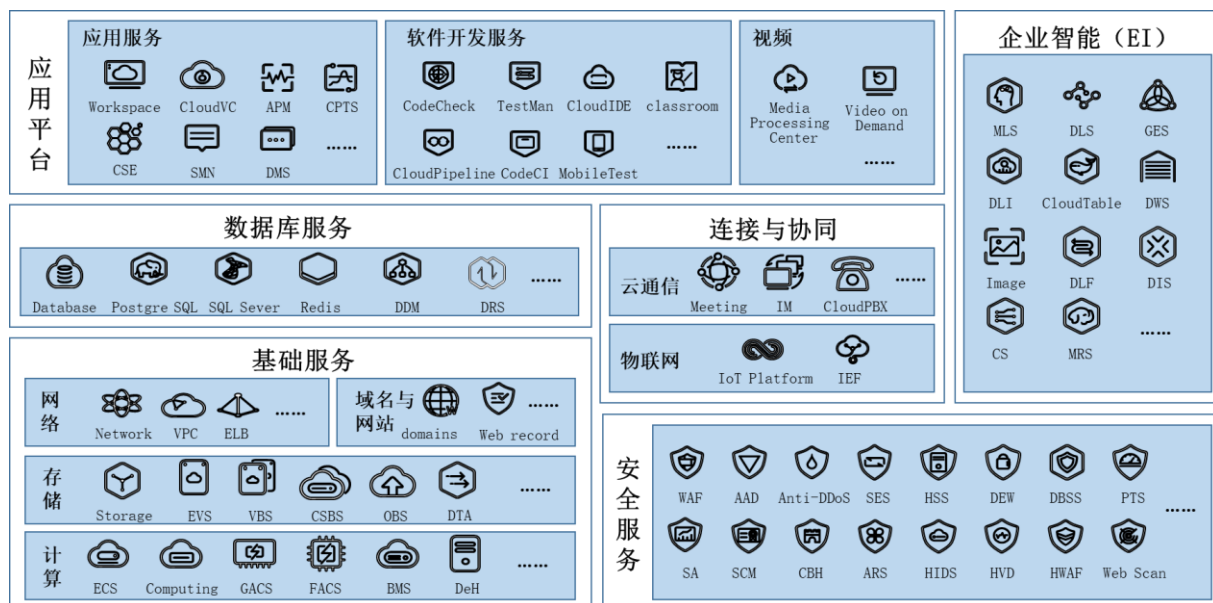 应用平台
应用服务
Workspace CloudVC APM CPTS
CSE SMN DMS ……
软件开发服务
CodeCheck TestMan CloudIDE classroom
CloudPipeline CodeCI MobileTest ……
视频
Media Processing Center
Video on Demand
……
企业智能（EI）
MLS DLS GES
DLI CloudTable DWS
Image DLF DIS
CS MRS ……
数据库服务
Database Postgre SQL SQL Sever Redis DDM DRS ……
连接与协同
云通信 Meeting IM CloudPBX ……
物联网 IoT Platform IEF
基础服务
网络 Network VPC ELB ……
域名与网站 domains Web record ……
存储 Storage EVS VBS CSBS OBS DTA ……
计算 ECS Computing GACS FACS BMS DeH ……
安全服务
WAF AAD Anti-DDoS SES HSS DEW DBSS PTS ……
SA SCM CBH ARS HIDS HVD HWAF Web Scan